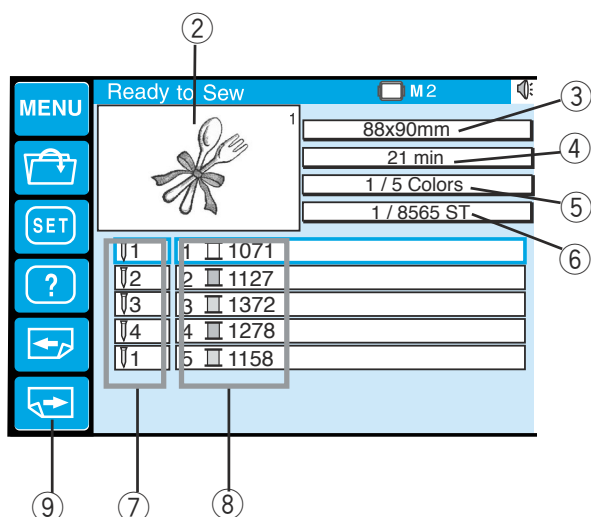 ②
MENU
Ready to Sew M2
③
1
88x90mm
④
21 min
1 / 5 Colors
⑤
SET
1 / 8565 ST
⑥
1 1 1071
?
2 2 1127
3 3 1372
4 4 1278
1 5 1158
⑨ ⑦ ⑧